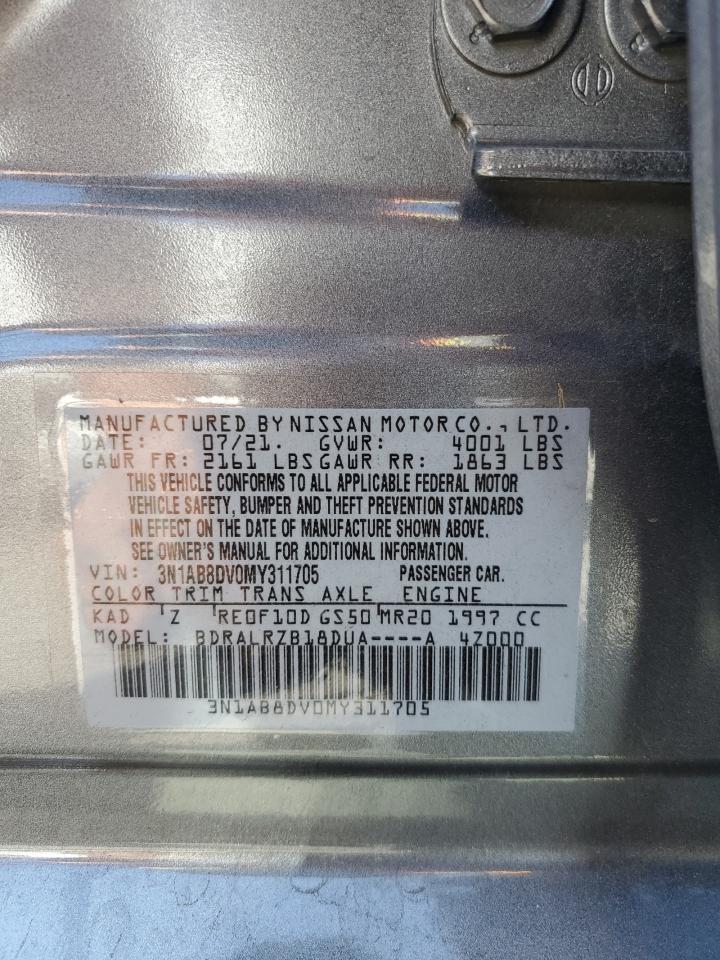 8
8
MANUFACTURED BY NISSAN MOTOR CO., LTD.
DATE: 07/21. GVWR: 4001 LBS
GAWR FR: 2161 LBS GAWR RR: 1863 LBS
THIS VEHICLE CONFORMS TO ALL APPLICABLE FEDERAL MOTOR
VEHICLE SAFETY, BUMPER AND THEFT PREVENTION STANDARDS
IN EFFECT ON THE DATE OF MANUFACTURE SHOWN ABOVE.
SEE OWNER'S MANUAL FOR ADDITIONAL INFORMATION.
VIN: 3N1AB8DV0MY311705 PASSENGER CAR.
COLOR TRIM TRANS AXLE ENGINE
KAD Z RE0F10D GS50 MR20 1997 CC
MODEL: BDRALRZB18DUA----A 4Z000
3N1AB8DV0MY311705